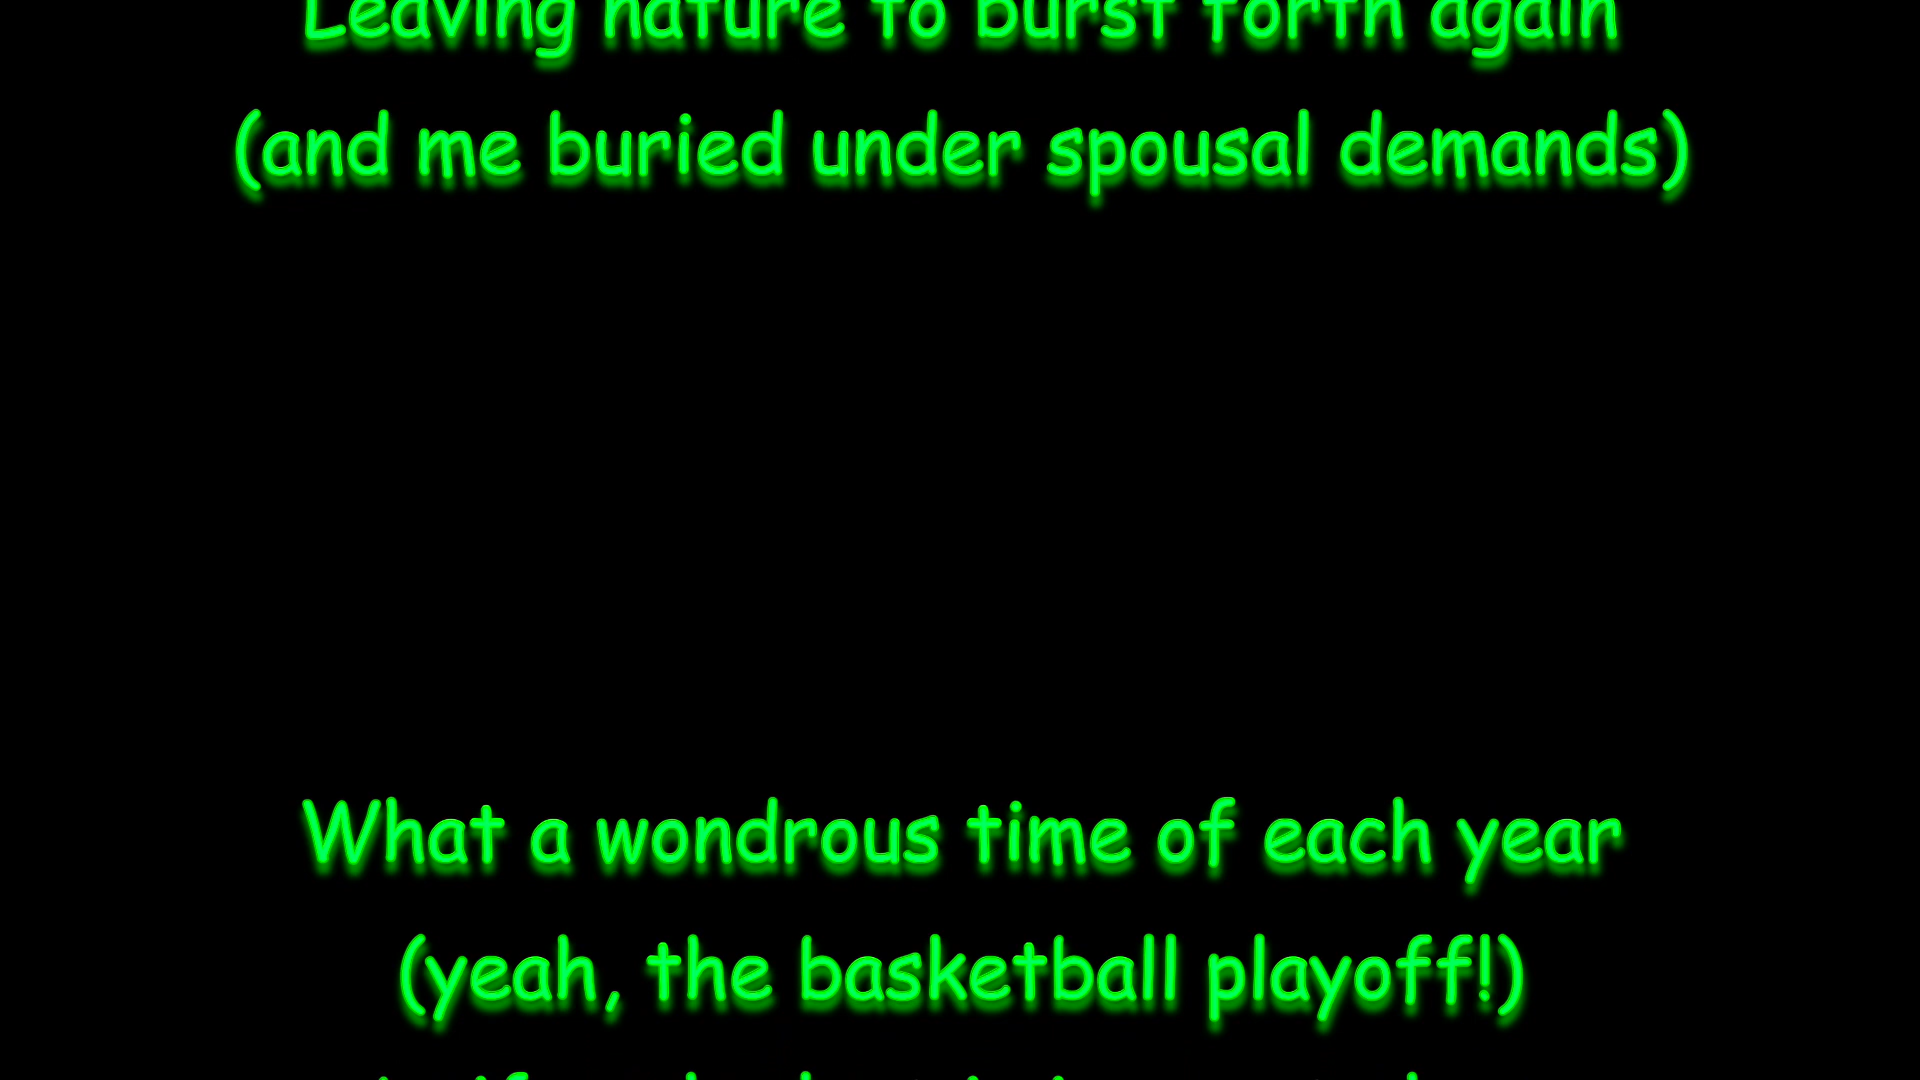 Leaving nature to burst forth again
(and me buried under spousal demands)
What a wondrous time of each year
(yeah, the basketball playoff!)